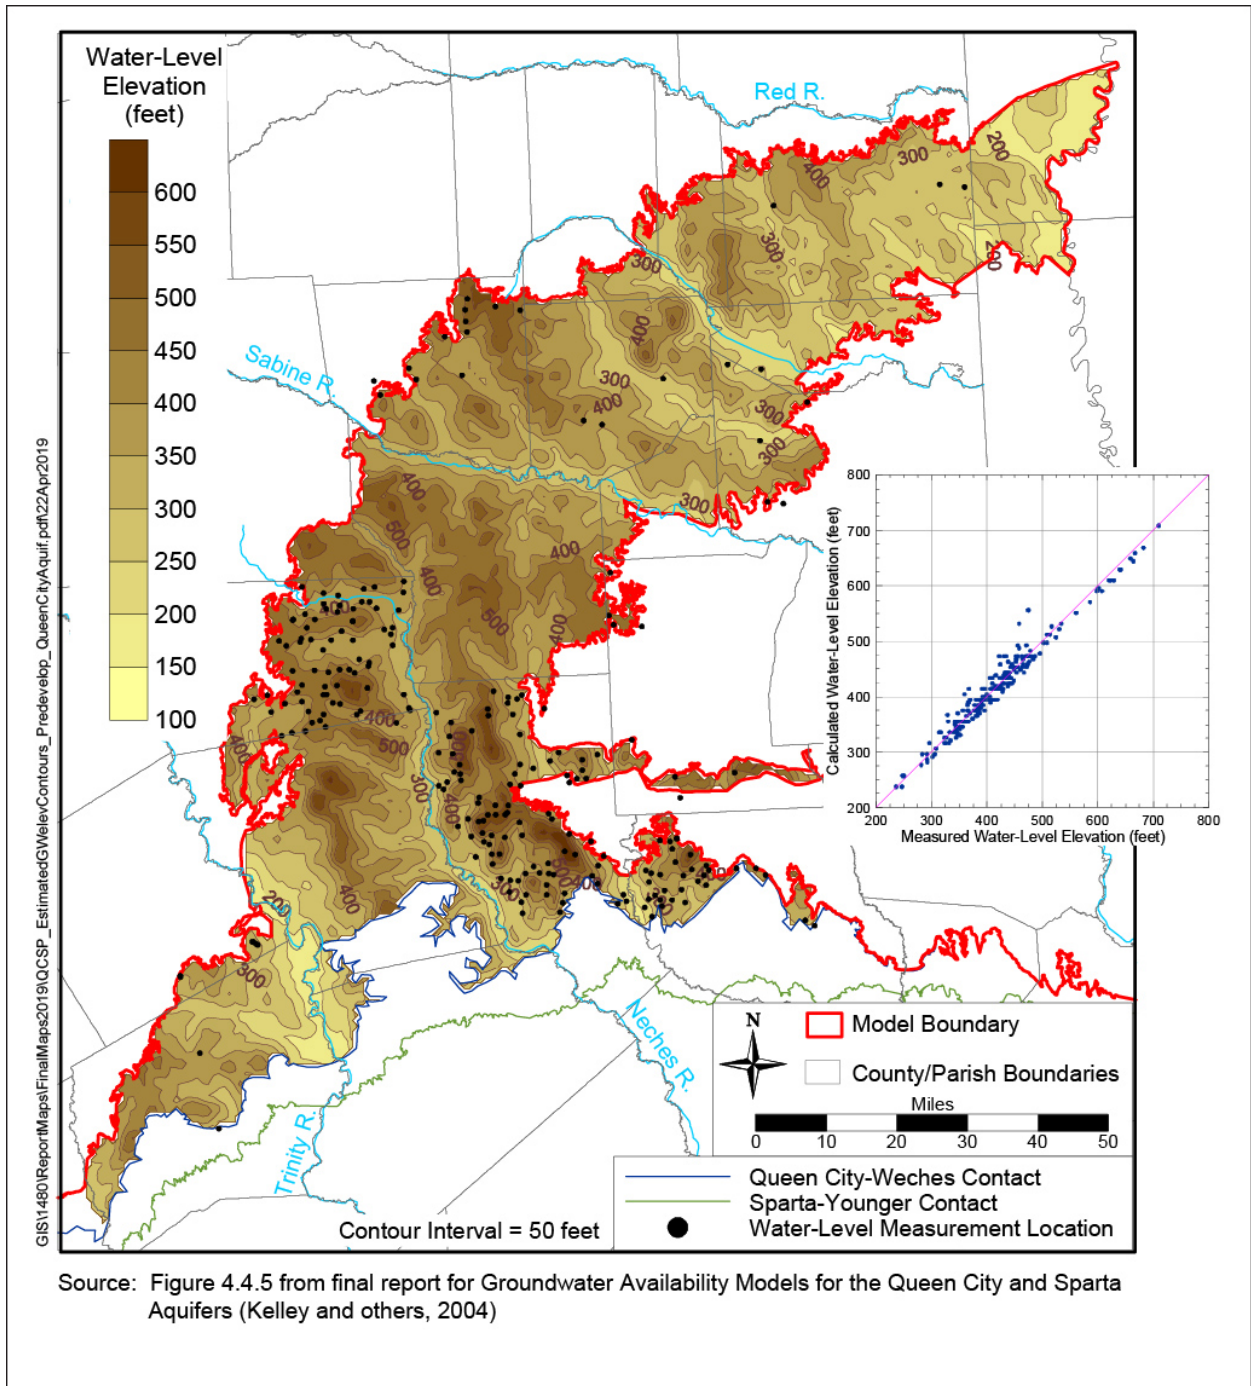 Water-Level
Elevation
(feet)
600
550
500
450
400
350
300
250
200
150
100
Red R.
Sabine R.
Neches R.
Trinity R.
200
300
400
300
200
300
400
300
400
300
300
300
400
500
400
400
500
400
400
500
400
300
400
300
400
200
300
Calculated Water-Level Elevation (feet)
800
700
600
500
400
300
200
200 300 400 500 600 700 800
Measured Water-Level Elevation (feet)
N
Model Boundary
County/Parish Boundaries
Miles
0 10 20 30 40 50
Queen City-Weches Contact
Sparta-Younger Contact
Water-Level Measurement Location
Contour Interval = 50 feet
GIS\1480\ReportMaps\FinalMaps2019\QCSP_EstimatedGWelevContours_Predevelop_QueenCityAquif.pdf\22Apr2019
Source: Figure 4.4.5 from final report for Groundwater Availability Models for the Queen City and Sparta
Aquifers (Kelley and others, 2004)